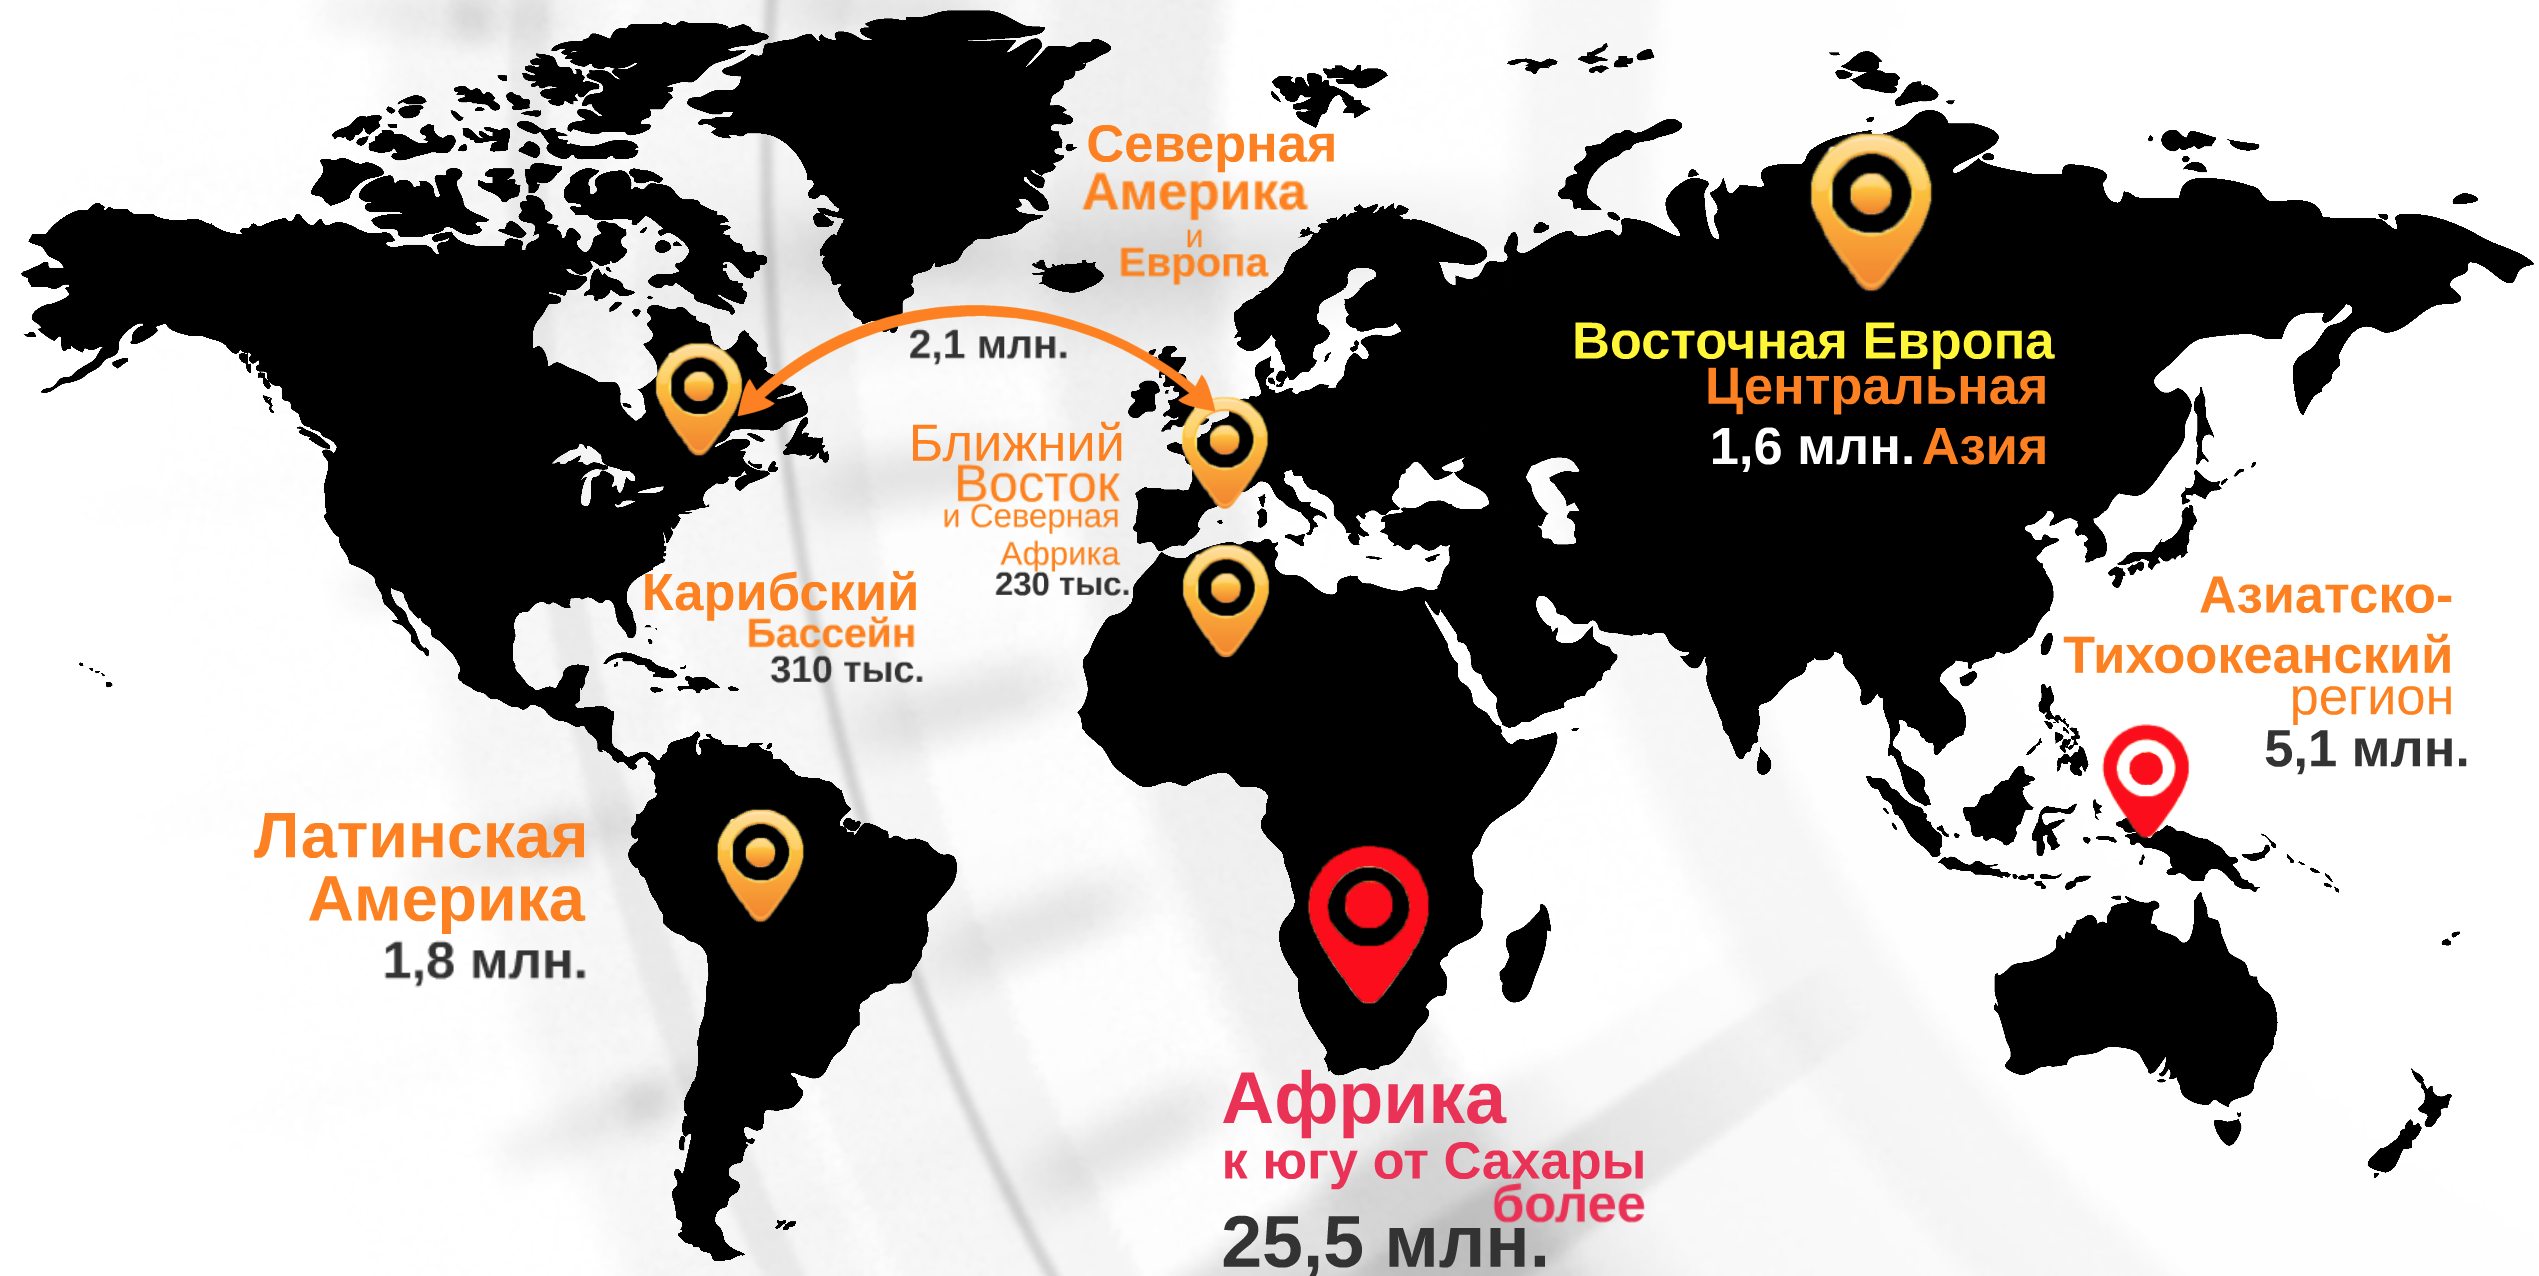 Северная
Америка
и
Европа
2,1 млн.
Восточная Европа
Центральная
1,6 млн. Азия
Ближний
Восток
и Северная
Африка
230 тыс.
Карибский
Бассейн
310 тыс.
Азиатско-
Тихоокеанский
регион
5,1 млн.
Латинская
Америка
1,8 млн.
Африка
к югу от Сахары
более
25,5 млн.